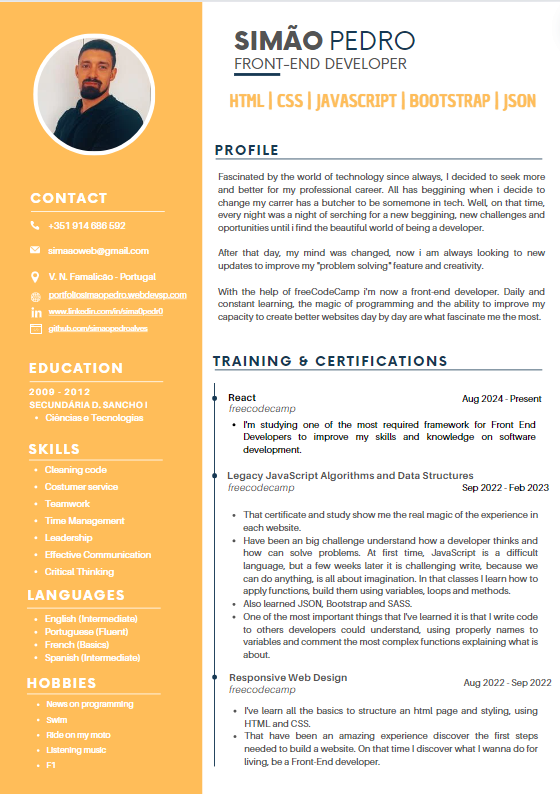 SIMÃO PEDRO
FRONT-END DEVELOPER
HTML | CSS | JAVASCRIPT | BOOTSTRAP | JSON
CONTACT
+351 914 686 592
simaaoweb@gmail.com
V. N. Famalicão - Portugal
portfoliosimaopedro.webdevsp.com
www.linkedin.com/in/sima0pedr0
github.com/simaopedroalves
EDUCATION
2009 - 2012
SECUNDÁRIA D. SANCHO I
• Ciências e Tecnologias
SKILLS
• Cleaning code
• Costumer service
• Teamwork
• Time Management
• Leadership
• Effective Communication
• Critical Thinking
LANGUAGES
• English (Intermediate)
• Portuguese (Fluent)
• French (Basics)
• Spanish (Intermediate)
HOBBIES
• News on programming
• Swim
• Ride on my moto
• Listening music
• F1
PROFILE
Fascinated by the world of technology since always, I decided to seek more
and better for my professional career. All has beggining when i decide to
change my carrer has a butcher to be somemone in tech. Well, on that time,
every night was a night of serching for a new beggining, new challenges and
oportunities until i find the beautiful world of being a developer.
After that day, my mind was changed, now i am always looking to new
updates to improve my "problem solving" feature and creativity.
With the help of freeCodeCamp i'm now a front-end developer. Daily and
constant learning, the magic of programming and the ability to improve my
capacity to create better websites day by day are what fascinate me the most.
TRAINING & CERTIFICATIONS
React Aug 2024 - Present
freecodecamp
• I'm studying one of the most required framework for Front End
Developers to improve my skills and knowledge on software
development.
Legacy JavaScript Algorithms and Data Structures
freecodecamp Sep 2022 - Feb 2023
• That certificate and study show me the real magic of the experience in
each website.
• Have been an big challenge understand how a developer thinks and
how can solve problems. At first time, JavaScript is a difficult
language, but a few weeks later it is challenging write, because we
can do anything, is all about imagination. In that classes I learn how to
apply functions, build them using variables, loops and methods.
• Also learned JSON, Bootstrap and SASS.
• One of the most important things that I've learned it is that I write code
to others developers could understand, using properly names to
variables and comment the most complex functions explaining what is
about.
Responsive Web Design Aug 2022 - Sep 2022
freecodecamp
• I've learn all the basics to structure an html page and styling, using
HTML and CSS.
• That have been an amazing experience discover the first steps
needed to build a website. On that time I discover what I wanna do for
living, be a Front-End developer.